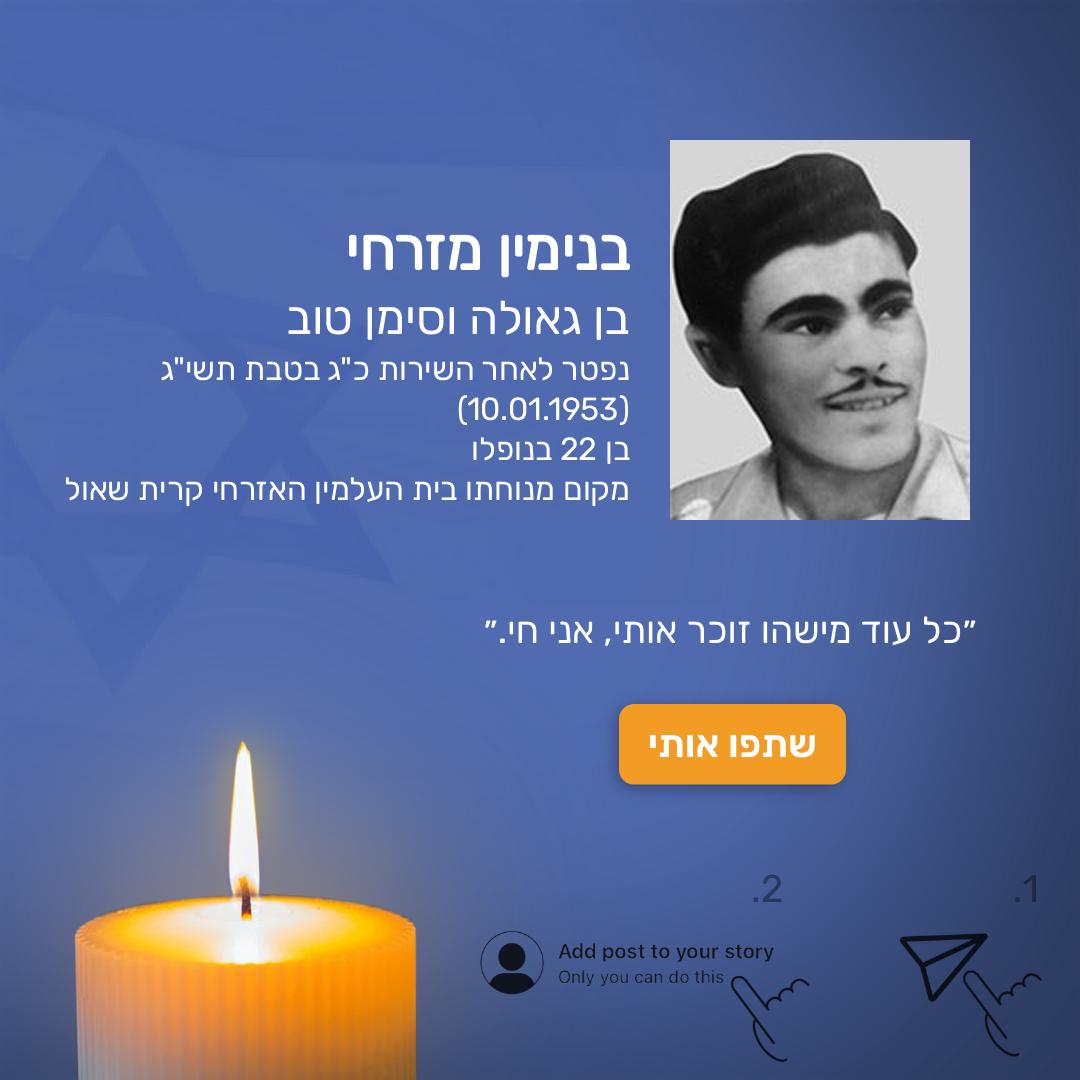 בנימין מזרחי
בן גאולה וסימן טוב
נפטר לאחר השירות כ"ג בטבת תשי"ג
(10.01.1953)
בן 22 בנופלו
מקום מנוחתו בית העלמין האזרחי קרית שאול
״כל עוד מישהו זוכר אותי, אני חי.״
שתפו אותי
.1
.2
Add post to your story
Only you can do this